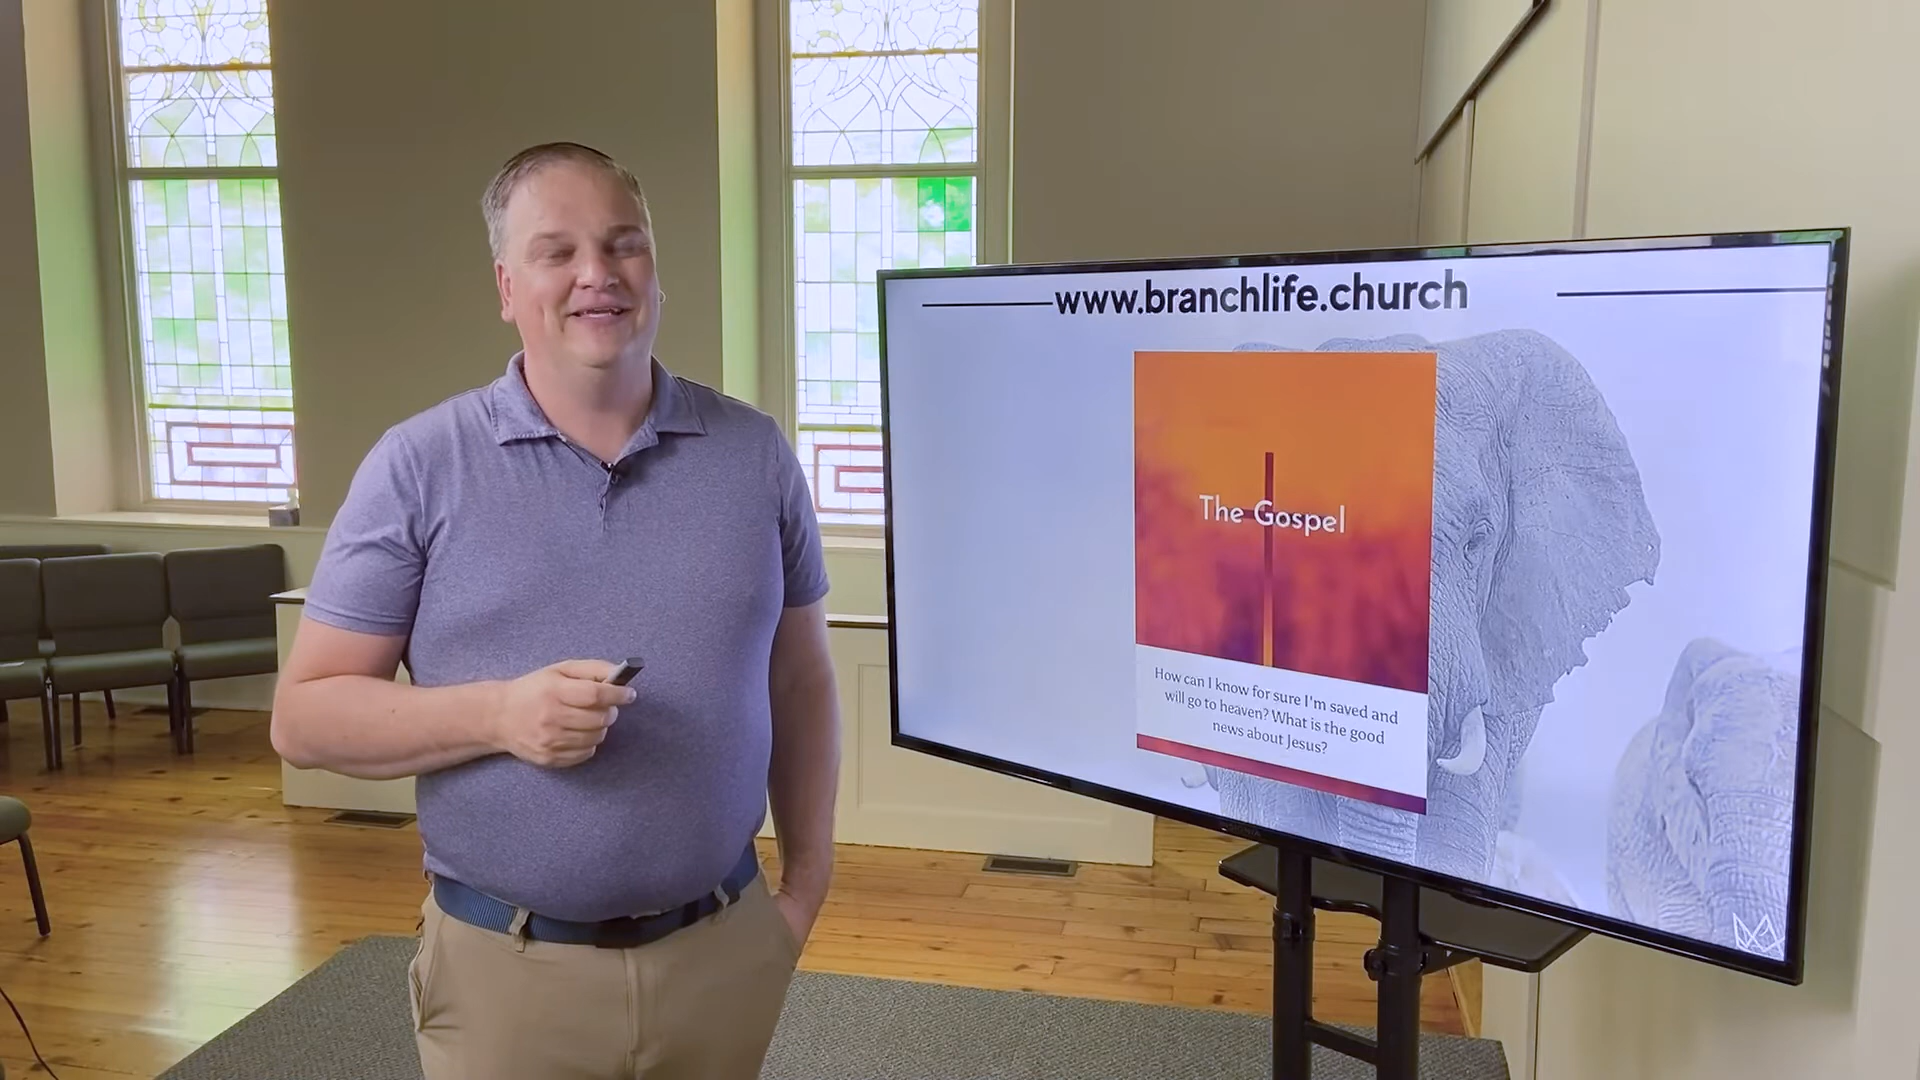 www.branchlife.church
The Gospel
How can I know for sure I'm saved and
will go to heaven? What is the good
news about Jesus?